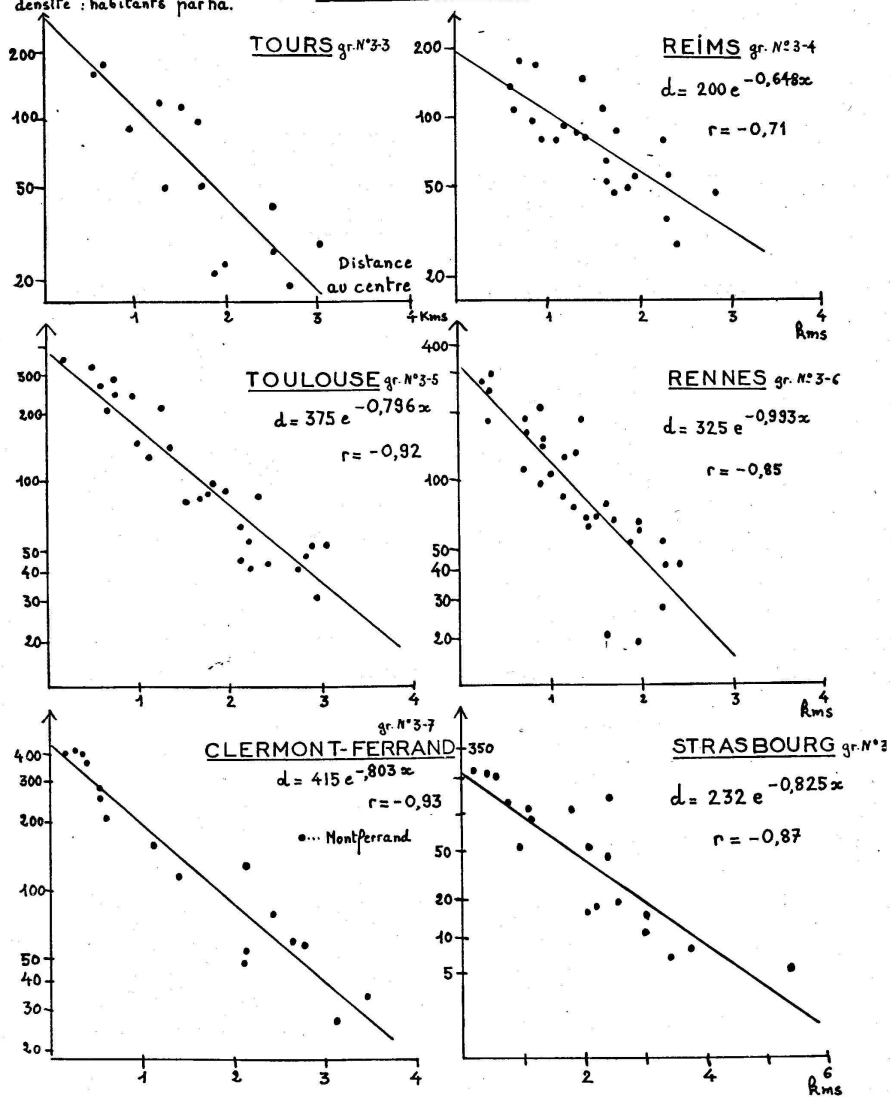 densité : habitants par ha.
TOURS gr. N°3-3
200
100
50
20
Distance
au centre
1
2
3
4 Kms
REIMS gr. N°3-4
d = 200 e -0,648x
r = -0,71
200
100
50
20
1
2
3
4
kms
TOULOUSE gr. N°3-5
d = 375 e -0,796x
r = -0,92
500
200
100
50
40
30
20
1
2
3
4
RENNES gr. N° 3-6
d = 325 e -0,993x
r = -0,85
400
100
50
40
30
20
1
2
3
4
kms
gr. N°3-7
CLERMONT-FERRAND
d = 415 e -,803x
r = -0,93
... Montferrand
400
300
200
100
50
40
30
20
1
2
3
4
STRASBOURG gr. N°3
d = 232 e -0,825x
r = -0,87
350
50
20
10
5
2
4
6
kms